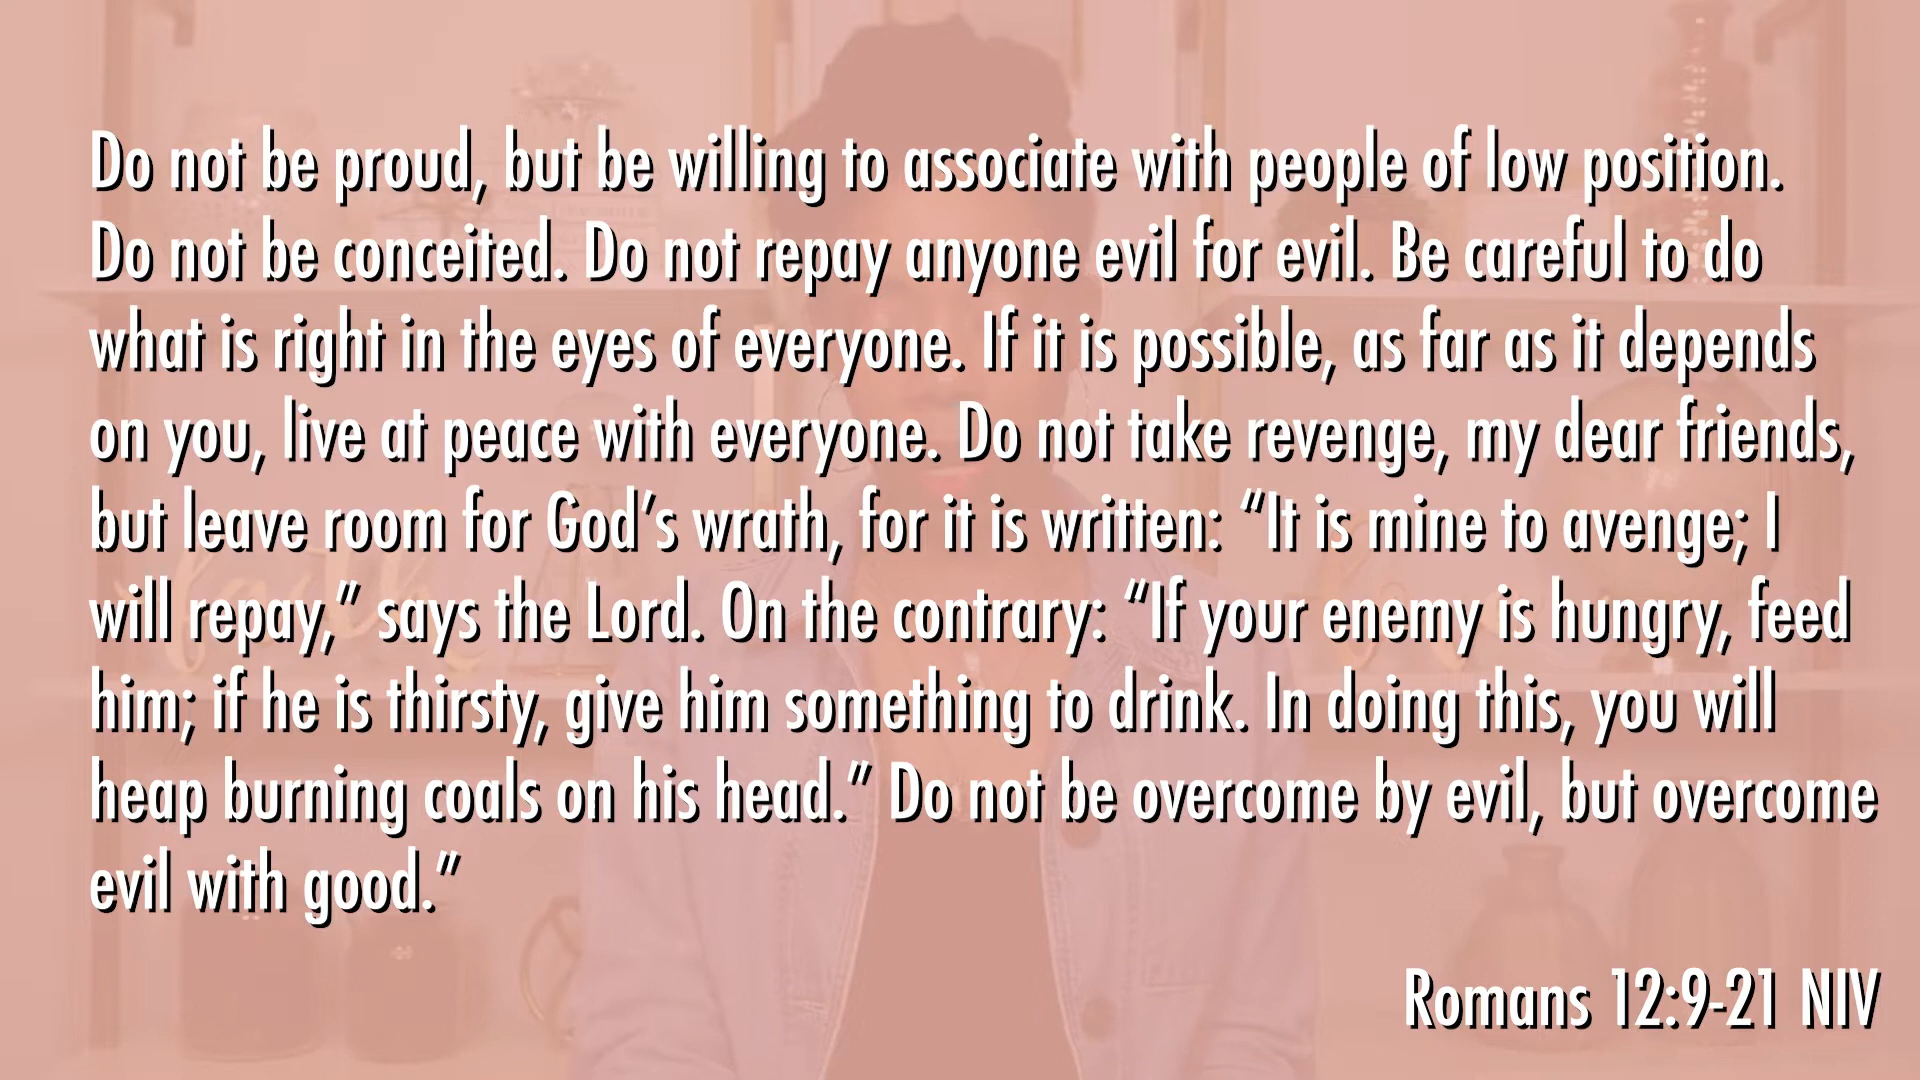 Do not be proud, but be willing to associate with people of low position.
Do not be conceited. Do not repay anyone evil for evil. Be careful to do
what is right in the eyes of everyone. If it is possible, as far as it depends
on you, live at peace with everyone. Do not take revenge, my dear friends,
but leave room for God’s wrath, for it is written: “It is mine to avenge; I
will repay,” says the Lord. On the contrary: “If your enemy is hungry, feed
him; if he is thirsty, give him something to drink. In doing this, you will
heap burning coals on his head.” Do not be overcome by evil, but overcome
evil with good.”
Romans 12:9-21 NIV